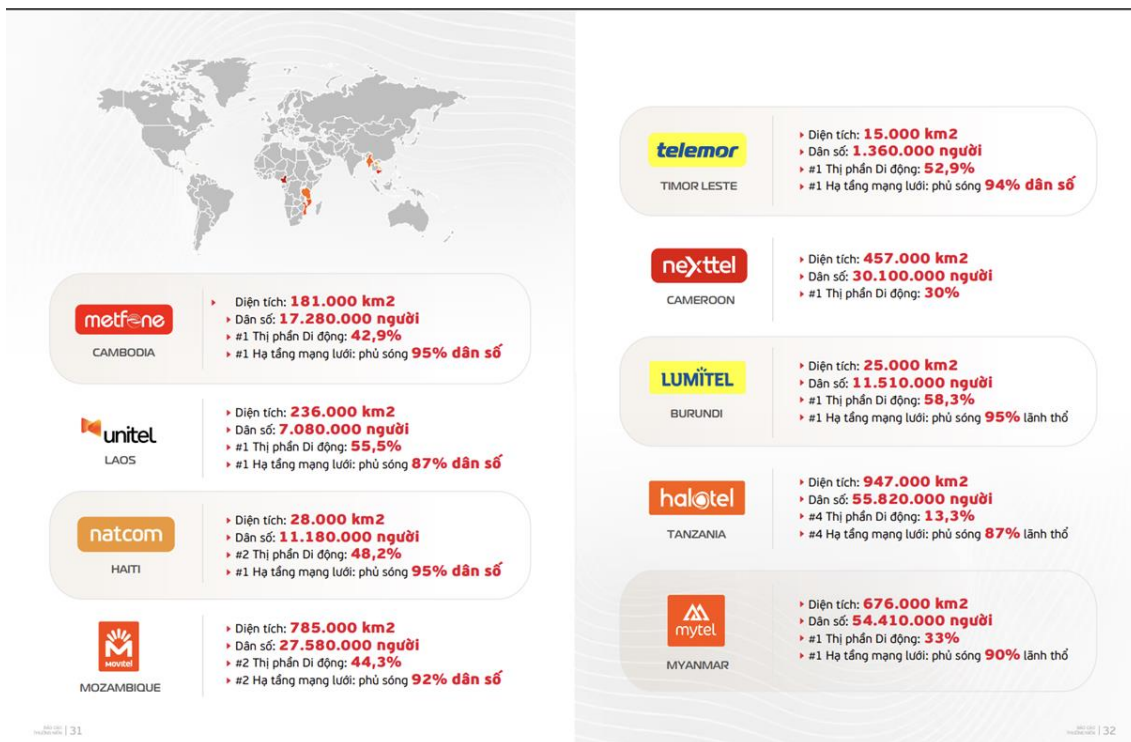 metfone
CAMBODIA
Diện tích: 181.000 km2
Dân số: 17.280.000 người
#1 Thị phần Di động: 42,9%
#1 Hạ tầng mạng lưới: phủ sóng 95% dân số
unitel
LAOS
Diện tích: 236.000 km2
Dân số: 7.080.000 người
#1 Thị phần Di động: 55,5%
#1 Hạ tầng mạng lưới: phủ sóng 87% dân số
natcom
HAITI
Diện tích: 28.000 km2
Dân số: 11.180.000 người
#2 Thị phần Di động: 48,2%
#1 Hạ tầng mạng lưới: phủ sóng 95% dân số
MOVITEL
MOZAMBIQUE
Diện tích: 785.000 km2
Dân số: 27.580.000 người
#2 Thị phần Di động: 44,3%
#2 Hạ tầng mạng lưới: phủ sóng 92% dân số
BÁO CÁO
THƯỜNG NIÊN | 31
telemor
TIMOR LESTE
Diện tích: 15.000 km2
Dân số: 1.360.000 người
#1 Thị phần Di động: 52,9%
#1 Hạ tầng mạng lưới: phủ sóng 94% dân số
nexttel
CAMEROON
Diện tích: 457.000 km2
Dân số: 30.100.000 người
#1 Thị phần Di động: 30%
LUMITEL
BURUNDI
Diện tích: 25.000 km2
Dân số: 11.510.000 người
#1 Thị phần Di động: 58,3%
#1 Hạ tầng mạng lưới: phủ sóng 95% lãnh thổ
halotel
TANZANIA
Diện tích: 947.000 km2
Dân số: 55.820.000 người
#4 Thị phần Di động: 13,3%
#4 Hạ tầng mạng lưới: phủ sóng 87% lãnh thổ
mytel
MYANMAR
Diện tích: 676.000 km2
Dân số: 54.410.000 người
#1 Thị phần Di động: 33%
#1 Hạ tầng mạng lưới: phủ sóng 90% lãnh thổ
BÁO CÁO
THƯỜNG NIÊN | 32